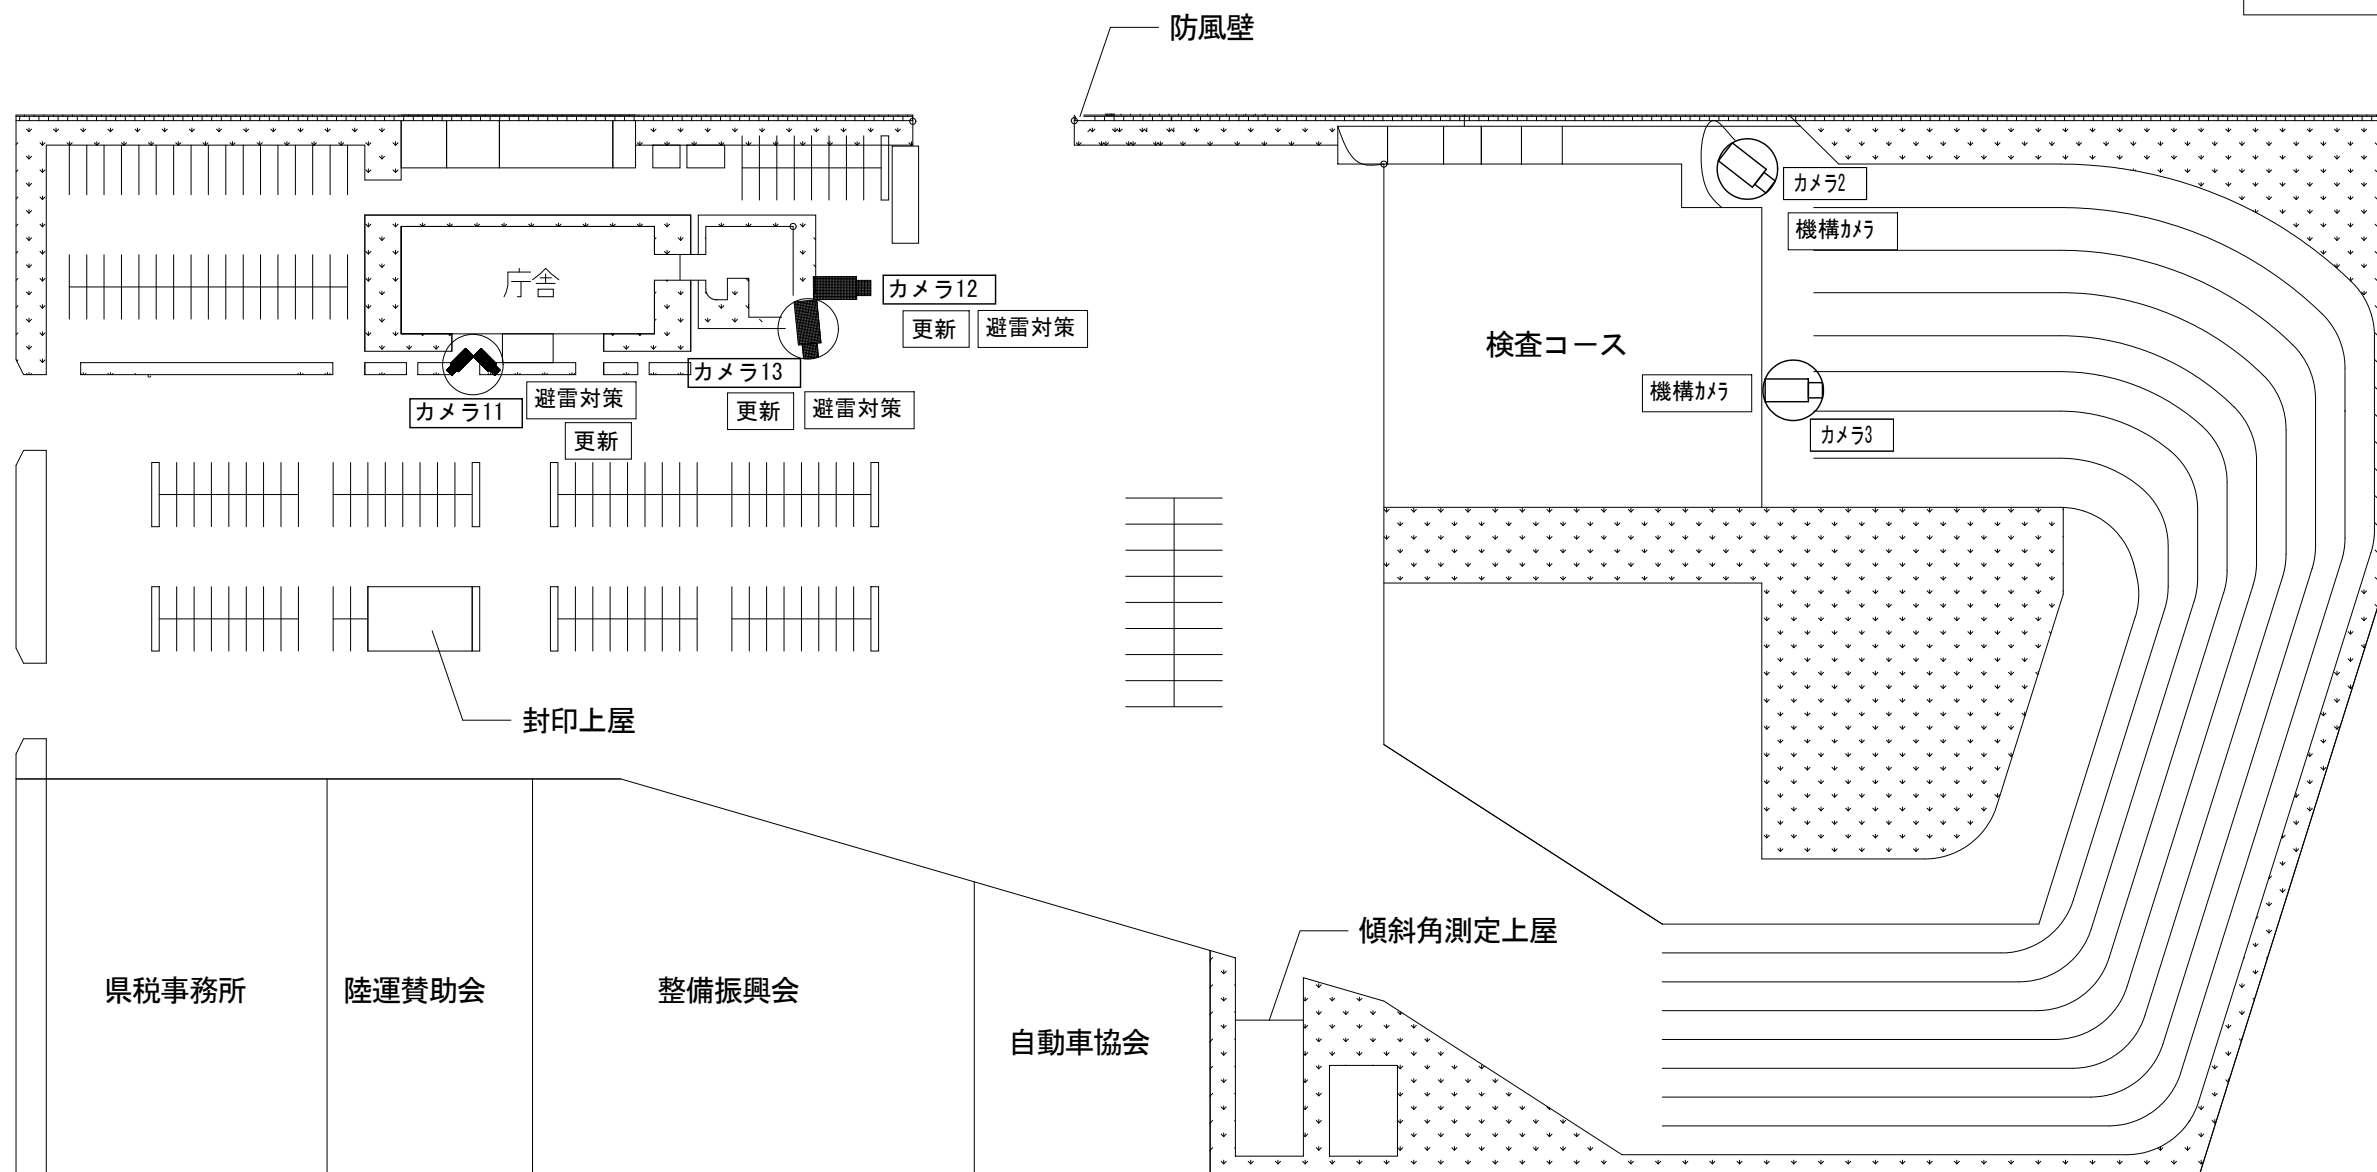 防風壁
カメラ2
機構カメラ
庁舎
カメラ12
更新
避雷対策
検査コース
カメラ13
機構カメラ
避雷対策
カメラ11
更新
避雷対策
カメラ3
更新
封印上屋
傾斜角測定上屋
県税事務所
陸運賛助会
整備振興会
自動車協会